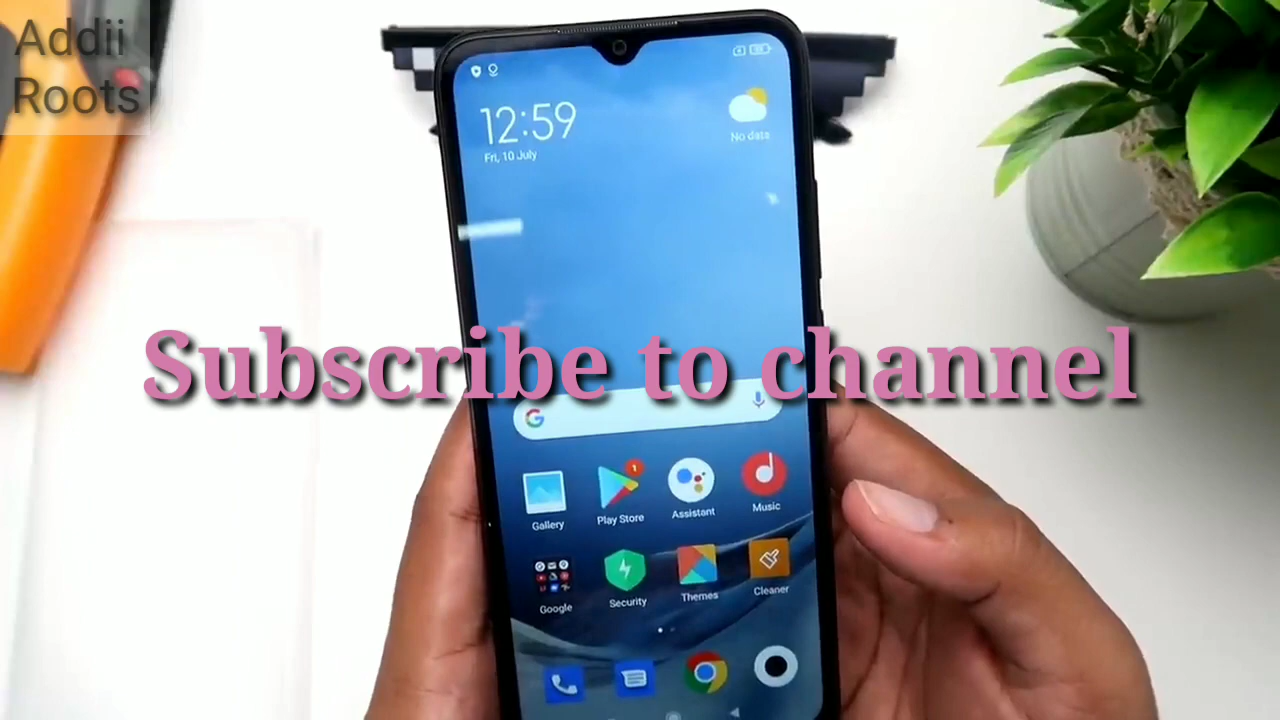 Addii
Roots
12:59
Fri, 10 July
No data
Subscribe to channel
Gallery
Play Store
1
Assistant
Music
Google
Security
Themes
Cleaner